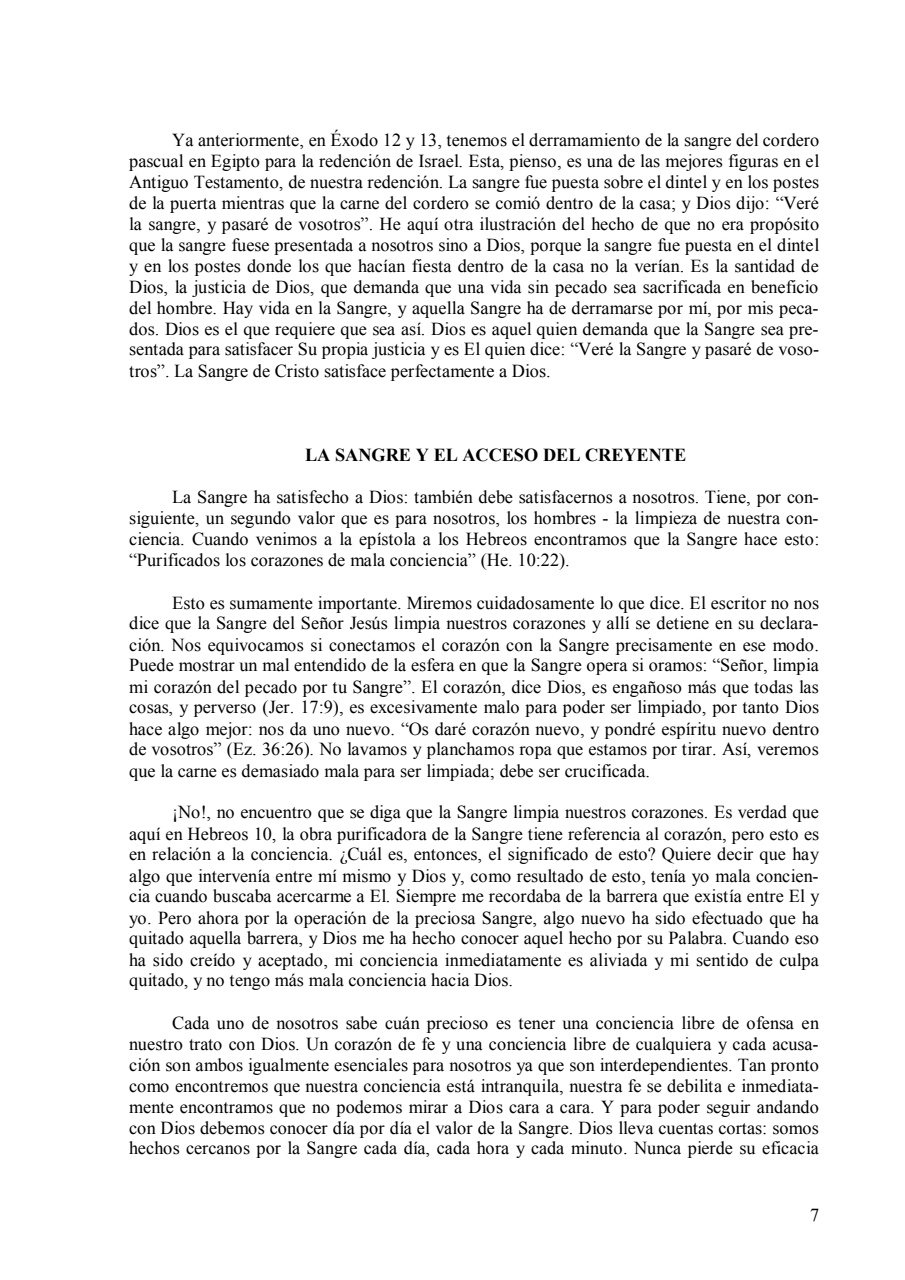 Ya anteriormente, en Éxodo 12 y 13, tenemos el derramamiento de la sangre del cordero
pascual en Egipto para la redención de Israel. Esta, pienso, es una de las mejores figuras en el
Antiguo Testamento, de nuestra redención. La sangre fue puesta sobre el dintel y en los postes
de la puerta mientras que la carne del cordero se comió dentro de la casa; y Dios dijo: “Veré
la sangre, y pasaré de vosotros”. He aquí otra ilustración del hecho de que no era propósito
que la sangre fuese presentada a nosotros sino a Dios, porque la sangre fue puesta en el dintel
y en los postes donde los que hacían fiesta dentro de la casa no la verían. Es la santidad de
Dios, la justicia de Dios, que demanda que una vida sin pecado sea sacrificada en beneficio
del hombre. Hay vida en la Sangre, y aquella Sangre ha de derramarse por mí, por mis peca-
dos. Dios es el que requiere que sea así. Dios es aquel quien demanda que la Sangre sea pre-
sentada para satisfacer Su propia justicia y es El quien dice: “Veré la Sangre y pasaré de voso-
tros”. La Sangre de Cristo satisface perfectamente a Dios.
LA SANGRE Y EL ACCESO DEL CREYENTE
La Sangre ha satisfecho a Dios: también debe satisfacernos a nosotros. Tiene, por con-
siguiente, un segundo valor que es para nosotros, los hombres - la limpieza de nuestra con-
ciencia. Cuando venimos a la epístola a los Hebreos encontramos que la Sangre hace esto:
“Purificados los corazones de mala conciencia” (He. 10:22).
Esto es sumamente importante. Miremos cuidadosamente lo que dice. El escritor no nos
dice que la Sangre del Señor Jesús limpia nuestros corazones y allí se detiene en su declara-
ción. Nos equivocamos si conectamos el corazón con la Sangre precisamente en ese modo.
Puede mostrar un mal entendido de la esfera en que la Sangre opera si oramos: “Señor, limpia
mi corazón del pecado por tu Sangre”. El corazón, dice Dios, es engañoso más que todas las
cosas, y perverso (Jer. 17:9), es excesivamente malo para poder ser limpiado, por tanto Dios
hace algo mejor: nos da uno nuevo. “Os daré corazón nuevo, y pondré espíritu nuevo dentro
de vosotros” (Ez. 36:26). No lavamos y planchamos ropa que estamos por tirar. Así, veremos
que la carne es demasiado mala para ser limpiada; debe ser crucificada.
¡No!, no encuentro que se diga que la Sangre limpia nuestros corazones. Es verdad que
aquí en Hebreos 10, la obra purificadora de la Sangre tiene referencia al corazón, pero esto es
en relación a la conciencia. ¿Cuál es, entonces, el significado de esto? Quiere decir que hay
algo que intervenía entre mí mismo y Dios y, como resultado de esto, tenía yo mala concien-
cia cuando buscaba acercarme a El. Siempre me recordaba de la barrera que existía entre El y
yo. Pero ahora por la operación de la preciosa Sangre, algo nuevo ha sido efectuado que ha
quitado aquella barrera, y Dios me ha hecho conocer aquel hecho por su Palabra. Cuando eso
ha sido creído y aceptado, mi conciencia inmediatamente es aliviada y mi sentido de culpa
quitado, y no tengo más mala conciencia hacia Dios.
Cada uno de nosotros sabe cuán precioso es tener una conciencia libre de ofensa en
nuestro trato con Dios. Un corazón de fe y una conciencia libre de cualquiera y cada acusa-
ción son ambos igualmente esenciales para nosotros ya que son interdependientes. Tan pronto
como encontremos que nuestra conciencia está intranquila, nuestra fe se debilita e inmediata-
mente encontramos que no podemos mirar a Dios cara a cara. Y para poder seguir andando
con Dios debemos conocer día por día el valor de la Sangre. Dios lleva cuentas cortas: somos
hechos cercanos por la Sangre cada día, cada hora y cada minuto. Nunca pierde su eficacia
7